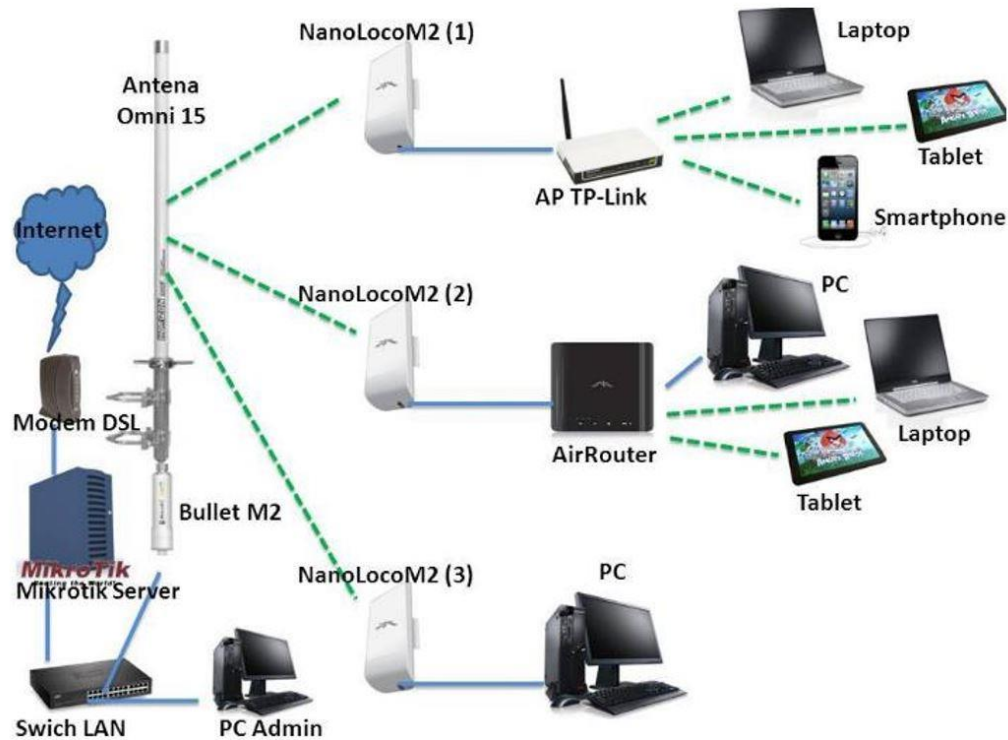 NanoLocoM2 (1)
Laptop
Antena
Omni 15
Tablet
AP TP-Link
Smartphone
Internet
NanoLocoM2 (2)
PC
Modem DSL
AirRouter
Laptop
Tablet
Bullet M2
MikroTik
Mikrotik Server
NanoLocoM2 (3)
PC
Swich LAN
PC Admin